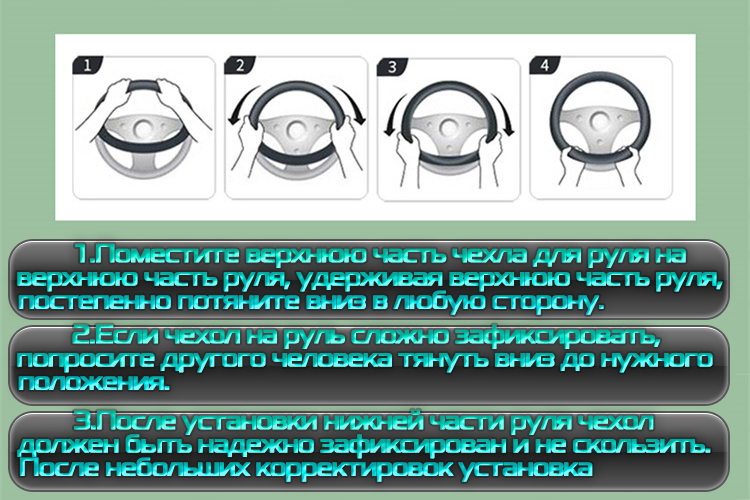 1
2
3
4
1.Поместите верхнюю часть чехла для руля на
верхнюю часть руля, удерживая верхнюю часть руля,
постепенно потяните вниз в любую сторону.
2.Если чехол на руль сложно зафиксировать,
попросите другого человека тянуть вниз до нужного
положения.
3.После установки нижней части руля чехол
должен быть надежно зафиксирован и не скользить.
После небольших корректировок установка